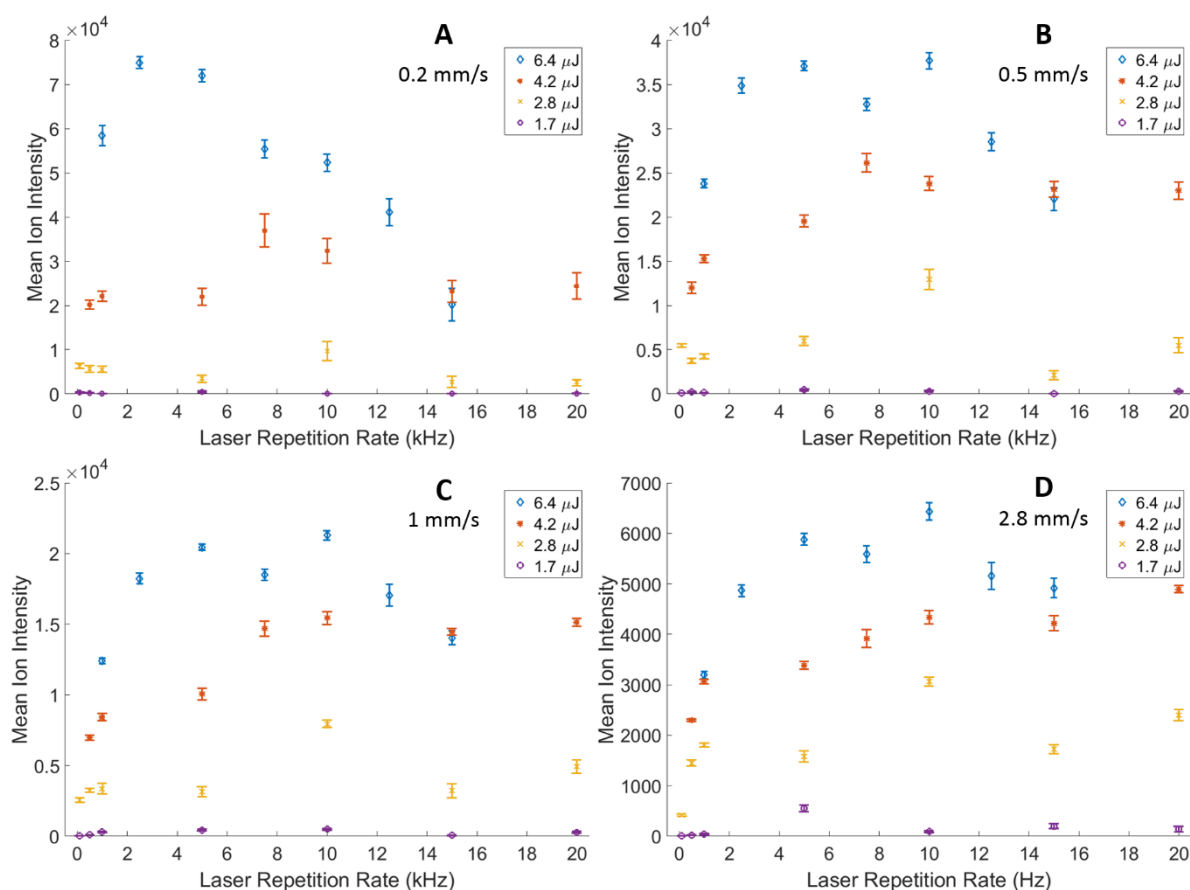 ×10⁴
A
0.2 mm/s
6.4 μJ
4.2 μJ
2.8 μJ
1.7 μJ
8
7
6
5
4
3
2
1
0
Mean Ion Intensity
0 2 4 6 8 10 12 14 16 18 20
Laser Repetition Rate (kHz)
×10⁴
B
0.5 mm/s
6.4 μJ
4.2 μJ
2.8 μJ
1.7 μJ
4
3.5
3
2.5
2
1.5
1
0.5
0
Mean Ion Intensity
0 2 4 6 8 10 12 14 16 18 20
Laser Repetition Rate (kHz)
×10⁴
C
1 mm/s
6.4 μJ
4.2 μJ
2.8 μJ
1.7 μJ
2.5
2
1.5
1
0.5
0
Mean Ion Intensity
0 2 4 6 8 10 12 14 16 18 20
Laser Repetition Rate (kHz)
D
2.8 mm/s
6.4 μJ
4.2 μJ
2.8 μJ
1.7 μJ
7000
6000
5000
4000
3000
2000
1000
0
Mean Ion Intensity
0 2 4 6 8 10 12 14 16 18 20
Laser Repetition Rate (Hz)